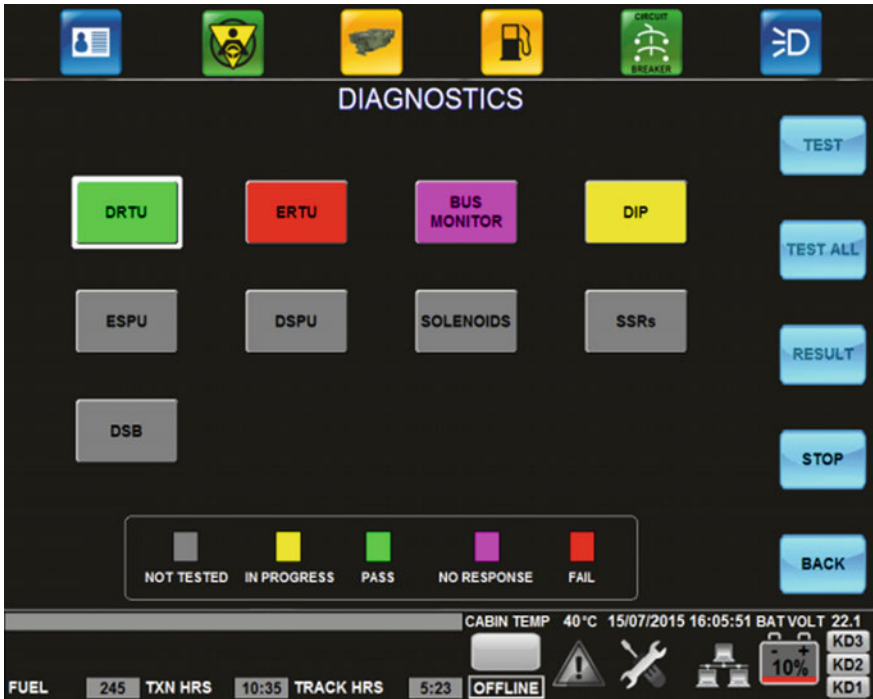 CIRCUIT
BREAKER
DIAGNOSTICS
TEST
DRTU
ERTU
BUS
MONITOR
DIP
TEST ALL
ESPU
DSPU
SOLENOIDS
SSRs
RESULT
DSB
STOP
NOT TESTED IN PROGRESS PASS NO RESPONSE FAIL
BACK
CABIN TEMP 40°C 15/07/2015 16:05:51 BAT VOLT 22.1
KD3
- +
10%
KD2
FUEL 245 TXN HRS 10:35 TRACK HRS 5:23 OFFLINE
KD1